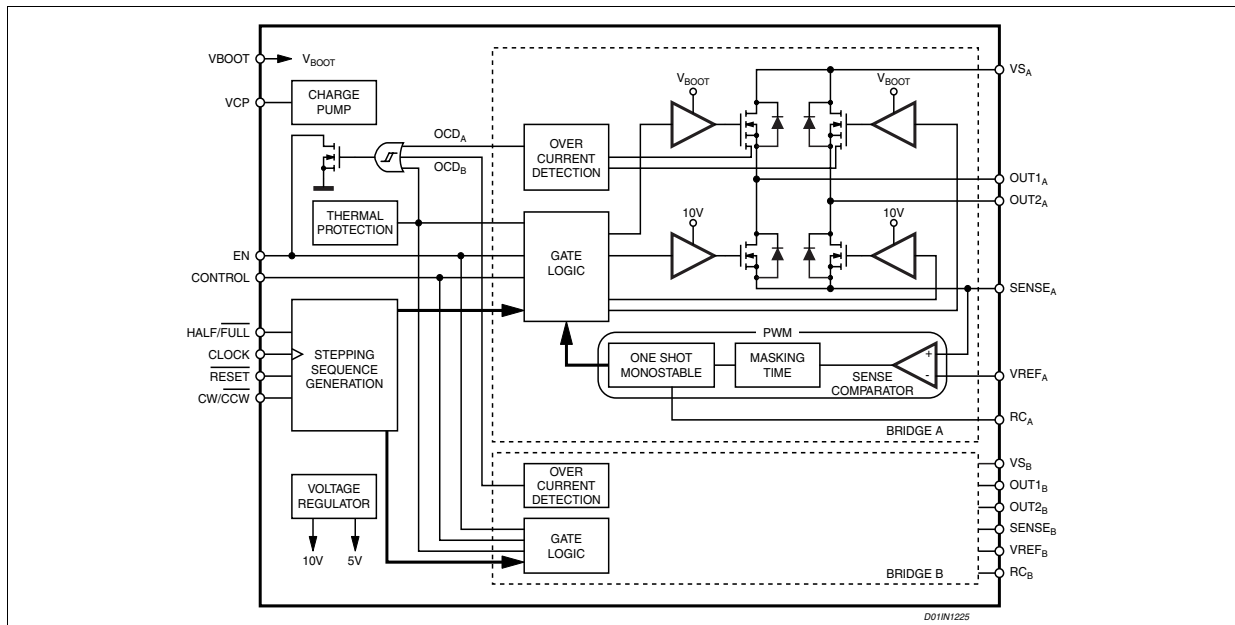 VBOOT
VBOOT
VCP
CHARGE
PUMP
OCDA
OCDB
THERMAL
PROTECTION
EN
CONTROL
HALF/FULL
CLOCK
RESET
CW/CCW
STEPPING
SEQUENCE
GENERATION
VOLTAGE
REGULATOR
10V
5V
OVER
CURRENT
DETECTION
GATE
LOGIC
VBOOT
VBOOT
10V
10V
PWM
ONE SHOT
MONOSTABLE
MASKING
TIME
+
-
SENSE
COMPARATOR
BRIDGE A
VSA
OUT1A
OUT2A
SENSEA
VREFA
RCA
OVER
CURRENT
DETECTION
GATE
LOGIC
BRIDGE B
VSB
OUT1B
OUT2B
SENSEB
VREFB
RCB
D01IN1225